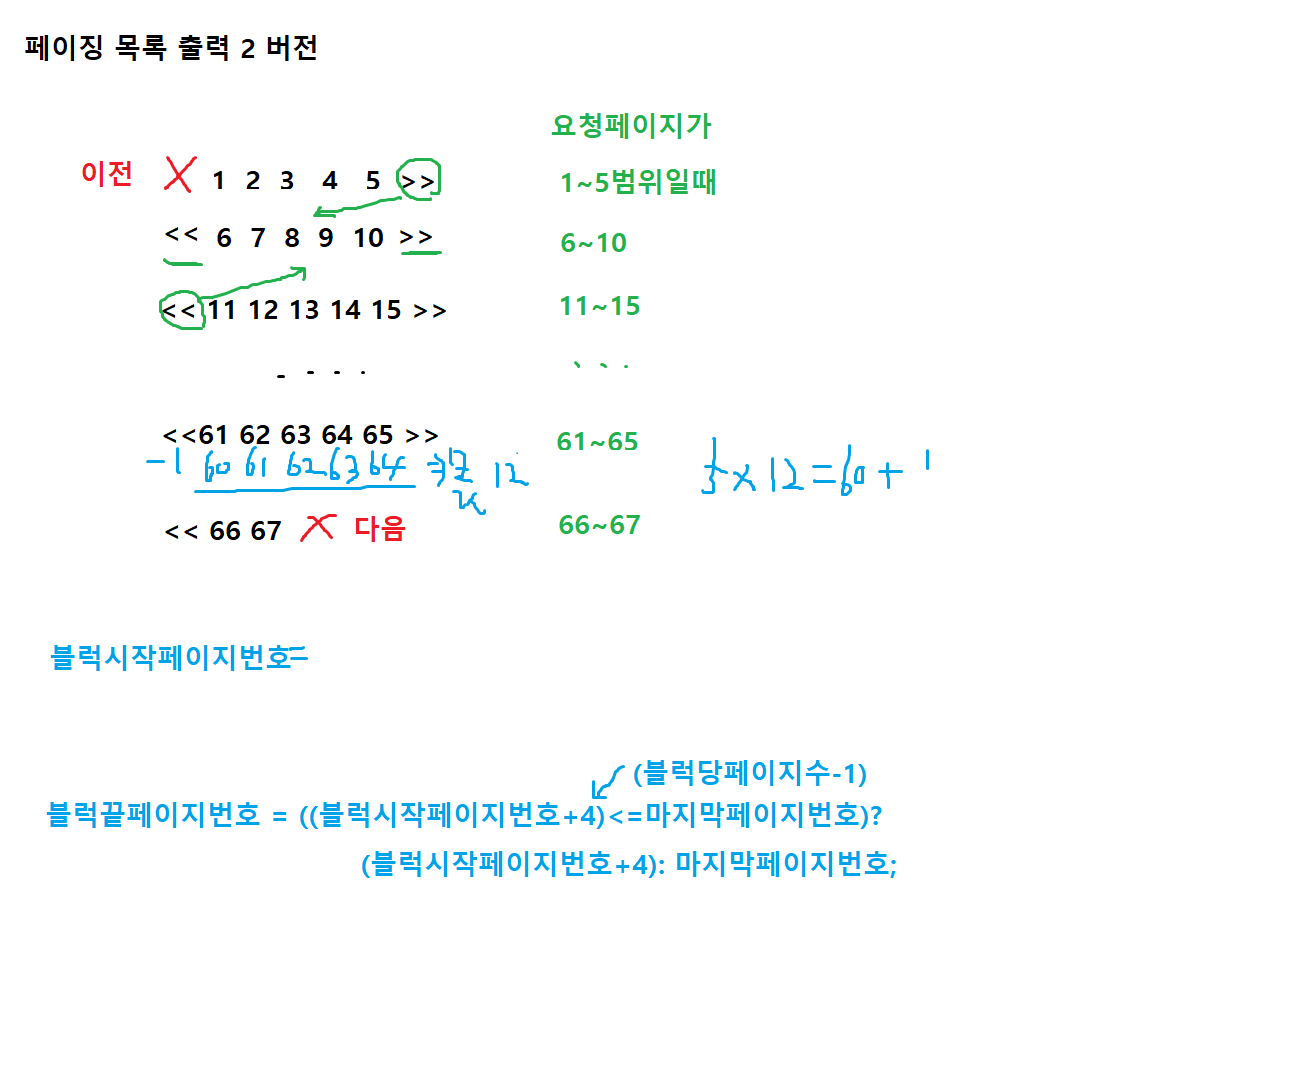 페이징 목록 출력 2 버전
요청페이지가
이전 X 1 2 3 4 5 >> 1~5범위일때
<< 6 7 8 9 10 >> 6~10
<< 11 12 13 14 15 >> 11~15
. . . .
<<61 62 63 64 65 >> 61~65
-1 60 61 62 63 64 12 5 x 12 = 60 + 1
<< 66 67 X 다음 66~67
블럭시작페이지번호=
(블럭당페이지수-1)
블럭끝페이지번호 = ((블럭시작페이지번호+4)<=마지막페이지번호)?
(블럭시작페이지번호+4): 마지막페이지번호;